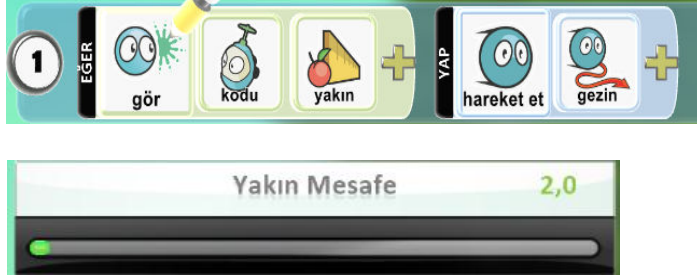 1 EĞER gör kodu yakın YAP hareket et gezin
Yakın Mesafe 2,0